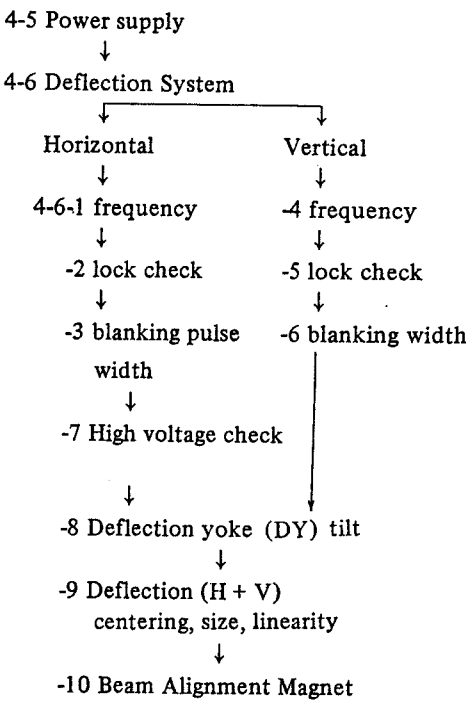 4-5 Power supply
4-6 Deflection System
Horizontal
Vertical
4-6-1 frequency
-4 frequency
-2 lock check
-5 lock check
-3 blanking pulse
-6 blanking width
width
-7 High voltage check
-8 Deflection yoke (DY) tilt
-9 Deflection (H + V)
centering, size, linearity
-10 Beam Alignment Magnet